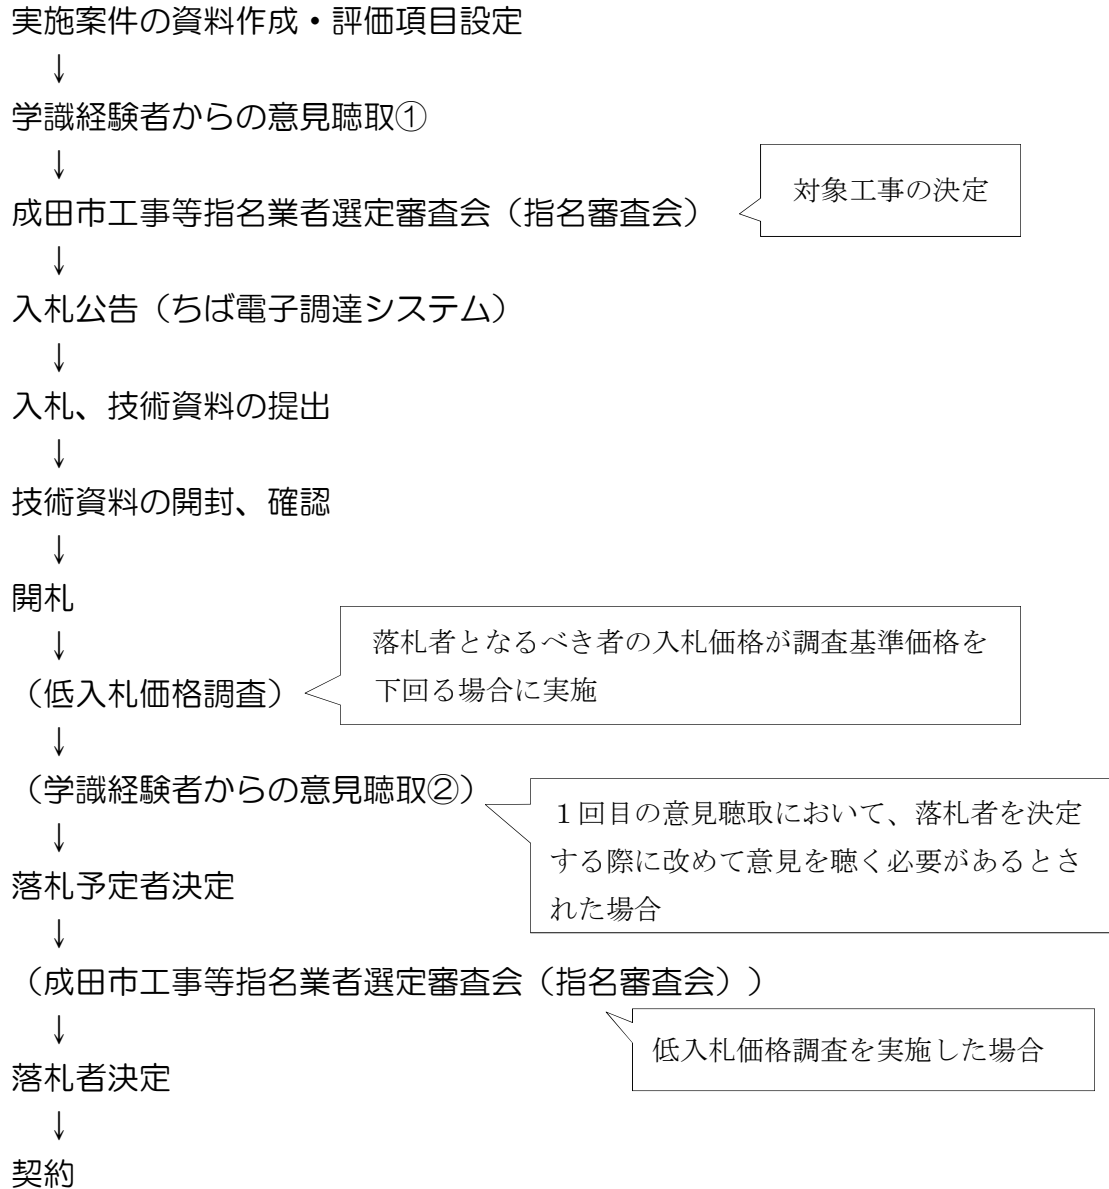 実施案件の資料作成・評価項目設定
↓
学識経験者からの意見聴取①
↓
成田市工事等指名業者選定審査会（指名審査会）
対象工事の決定
↓
入札公告（ちば電子調達システム）
↓
入札、技術資料の提出
↓
技術資料の開封、確認
↓
開札
↓
（低入札価格調査）
落札者となるべき者の入札価格が調査基準価格を
下回る場合に実施
↓
（学識経験者からの意見聴取②）
１回目の意見聴取において、落札者を決定
する際に改めて意見を聴く必要があるとさ
れた場合
↓
落札予定者決定
↓
（成田市工事等指名業者選定審査会（指名審査会））
低入札価格調査を実施した場合
↓
落札者決定
↓
契約